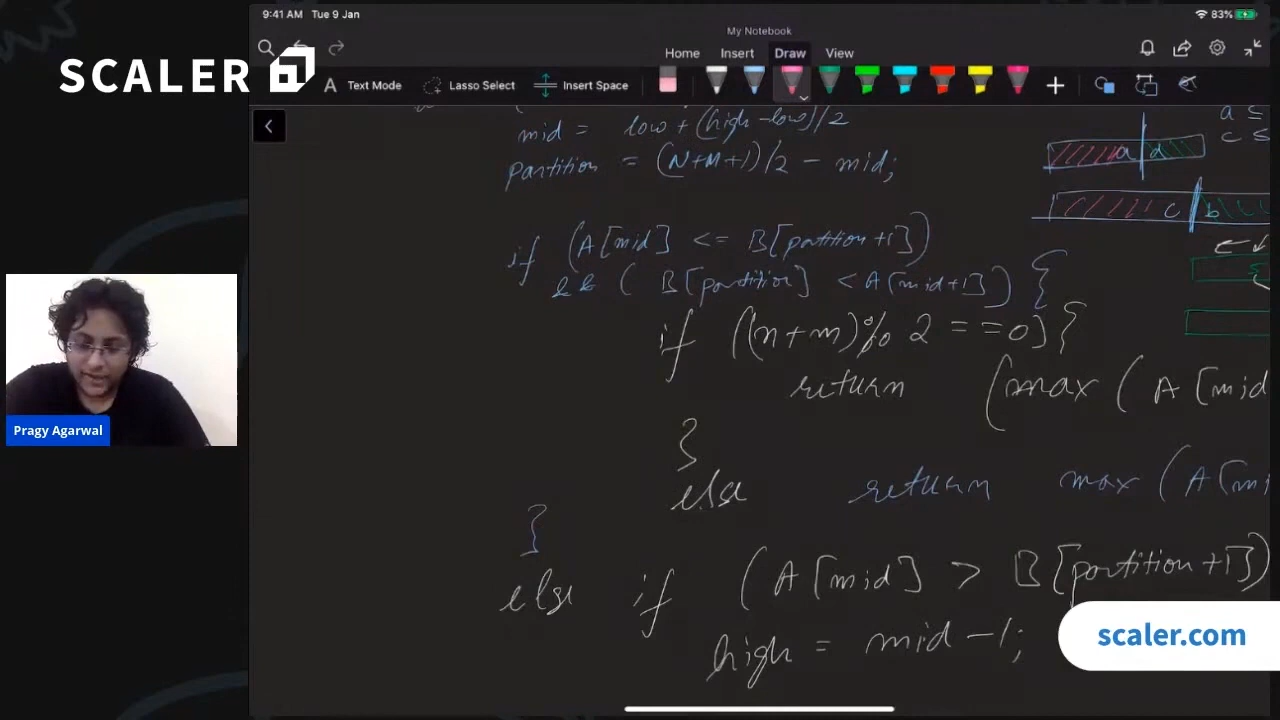 9:41 AM Tue 9 Jan
83%
My Notebook
SCALER
Home Insert Draw View
Text Mode Lasso Select Insert Space
mid = low + (high - low)/2
partition = (N+M+1)/2 - mid;
if (A[mid] <= B[partition+1])
&& ( B[partition] < A[mid+1]) {
if ((n+m)% 2 == 0) {
return (max ( A [mid
}
else return max (A[mi
}
else if ( A [mid] > B [partition +1])
high = mid -1;
a ≤
c ≤
a d
c b
Pragy Agarwal
scaler.com